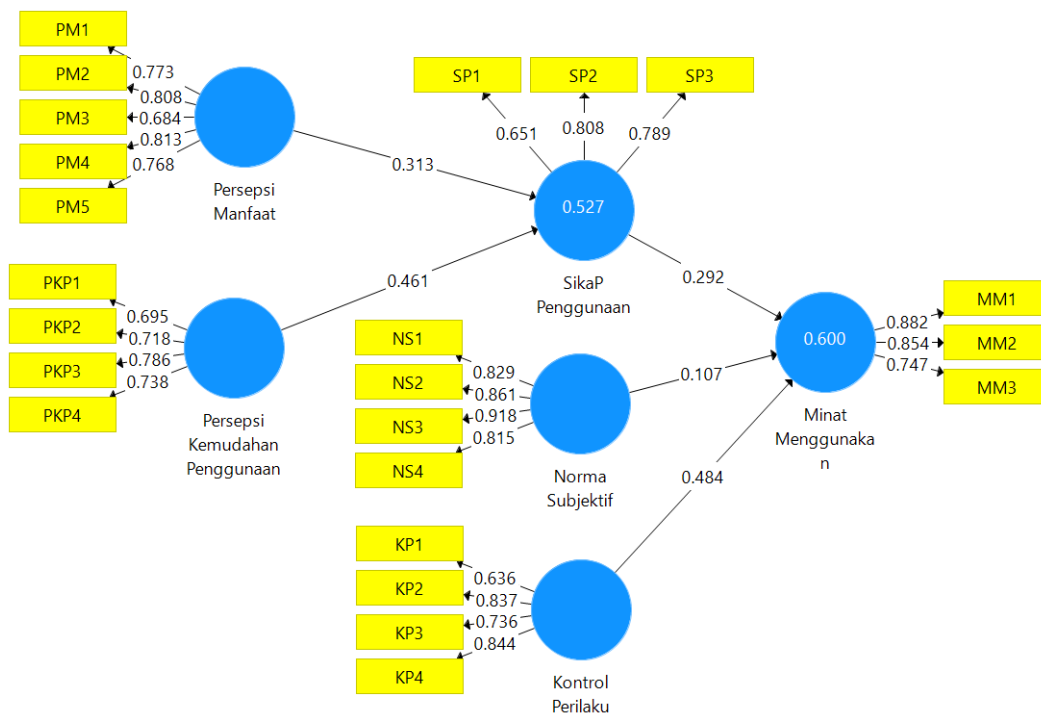 PM1
PM2
PM3
PM4
PM5
0.773
0.808
0.684
0.813
0.768
Persepsi
Manfaat
0.313
SP1
SP2
SP3
0.651
0.808
0.789
0.527
SikaP
Penggunaan
PKP1
PKP2
PKP3
PKP4
0.695
0.718
0.786
0.738
Persepsi
Kemudahan
Penggunaan
0.461
0.292
NS1
NS2
NS3
NS4
0.829
0.861
0.918
0.815
Norma
Subjektif
0.107
0.600
Minat
Menggunaka
n
0.882
0.854
0.747
MM1
MM2
MM3
0.484
KP1
KP2
KP3
KP4
0.636
0.837
0.736
0.844
Kontrol
Perilaku